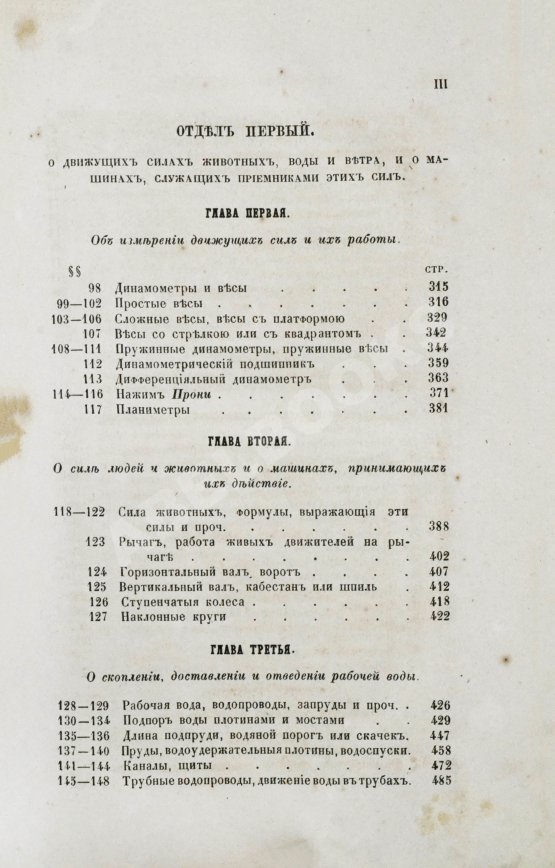 III
ОТДѢЛЪ ПЕРВЫЙ.
О ДВИЖУЩИХЪ СИЛАХЪ ЖИВОТНЫХЪ, ВОДЫ И ВѢТРА, И О МА-
ШИНАХЪ, СЛУЖАЩИХЪ ПРІЕМНИКАМИ ЭТИХЪ СИЛЪ.
ГЛАВА ПЕРВАЯ.
Объ измѣреніи движущихъ силъ и ихъ работы.
§§ СТР.
98 Динамометры и вѣсы . . . . . 315
99—102 Простые вѣсы . . . . . . 316
103—106 Сложные вѣсы, вѣсы съ платформою . . 329
107 Вѣсы со стрѣлкою или съ квадрантомъ . . 342
108—111 Пружинные динамометры, пружинные вѣсы . 344
112 Динамометрическій подшипникъ . . . 359
113 Дифференціяльный динамометръ . . . 363
114—116 Нажимъ Прони . . . . . . 371
117 Планиметры . . . . . . 381
ГЛАВА ВТОРАЯ.
О силѣ людей и животныхъ и о машинахъ, принимающихъ
ихъ дѣйствіе.
118—122 Сила животныхъ, формулы, выражающія эти
силы и проч. . . . . . . 388
123 Рычагъ, работа живыхъ движителей на ры-
чагѣ . . . . . . . 402
124 Горизонтальный валъ, воротъ . . . . 407
125 Вертикальный валъ, кабестанъ или шпиль . 412
126 Ступенчатыя колеса . . . . . 418
127 Наклонные круги . . . . . . 422
ГЛАВА ТРЕТЬЯ.
О скопленіи, доставленіи и отведеніи рабочей воды.
128—129 Рабочая вода, водопроводы, запруды и проч. . 426
130—134 Подпоръ воды плотинами и мостами . . 429
135—136 Длина подпруди, водяной порогъ или скачекъ. 447
137—140 Пруды, водоудержательныя плотины, водоспуски. 458
141—144 Каналы, щиты . . . . . . 472
145—148 Трубные водопроводы, движеніе воды въ трубахъ. 485